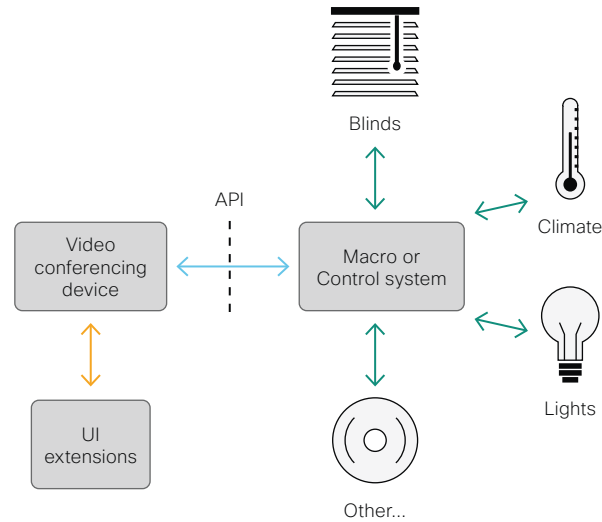 Blinds
API
Climate
Video
conferencing
device
Macro or
Control system
Lights
UI
extensions
Other...